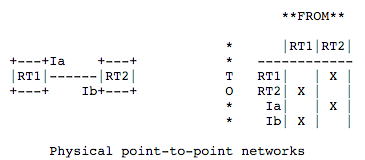 **FROM**
                                     *          |RT1|RT2|
+---+Ia    +---+                     *       ------------
|RT1|------|RT2|                     T    RT1|   | X |
+---+    Ib+---+                     O    RT2| X |   |
                                     *     Ia|   | X |
                                     *     Ib| X |   |
     Physical point-to-point networks